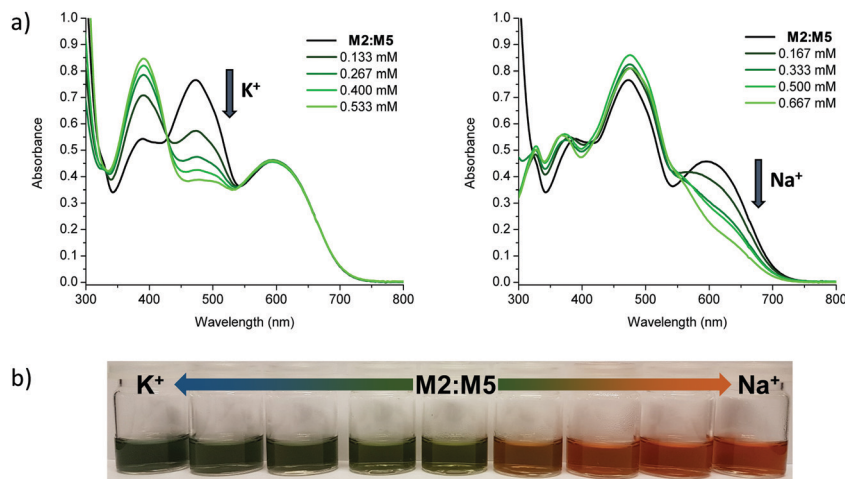 a)
1.0
0.9
0.8
0.7
0.6
0.5
0.4
0.3
0.2
0.1
0.0
Absorbance
300 400 500 600 700 800
Wavelength (nm)
M2:M5
0.133 mM
0.267 mM
0.400 mM
0.533 mM
K⁺
1.0
0.9
0.8
0.7
0.6
0.5
0.4
0.3
0.2
0.1
0.0
Absorbance
300 400 500 600 700 800
Wavelength (nm)
M2:M5
0.167 mM
0.333 mM
0.500 mM
0.667 mM
Na⁺
b)
K⁺ M2:M5 Na⁺